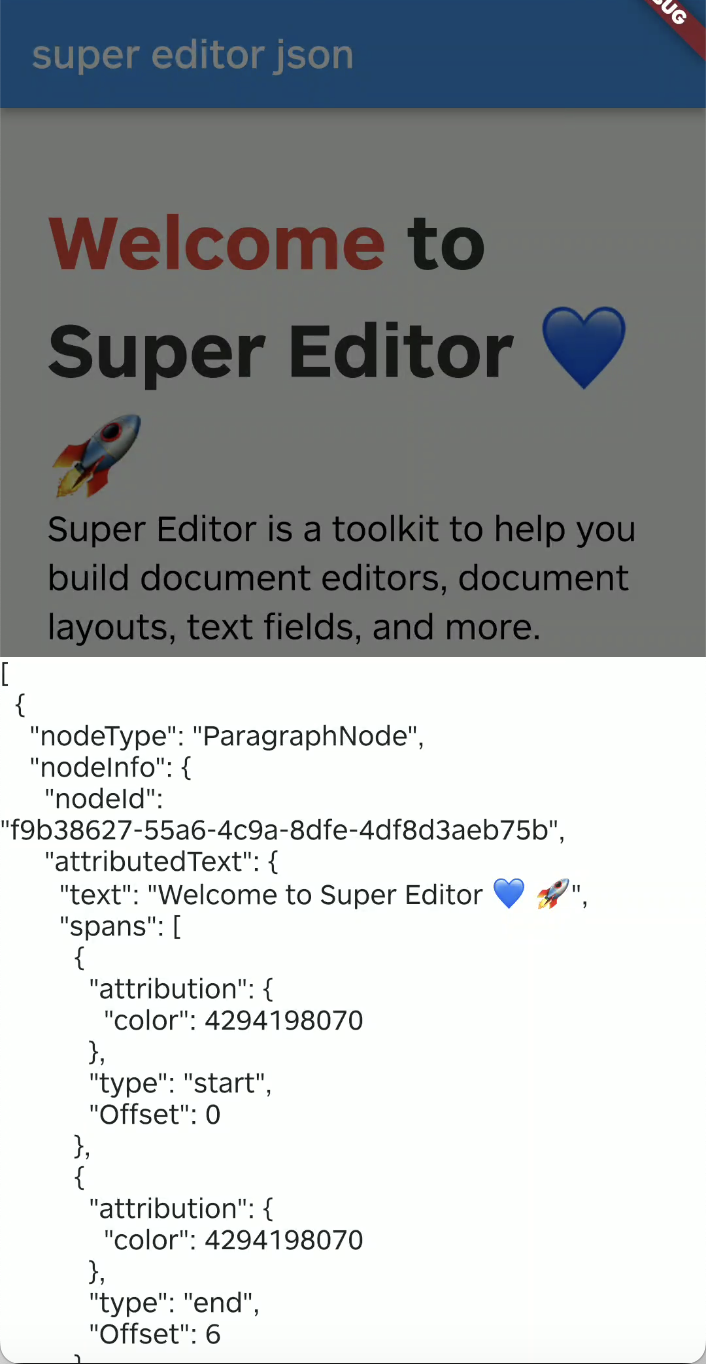 super editor json
UG
Welcome to
Super Editor 💙
🚀
Super Editor is a toolkit to help you
build document editors, document
layouts, text fields, and more.
[
  {
    "nodeType": "ParagraphNode",
    "nodeInfo": {
      "nodeId":
"f9b38627-55a6-4c9a-8dfe-4df8d3aeb75b",
      "attributedText": {
        "text": "Welcome to Super Editor 💙 🚀",
        "spans": [
          {
            "attribution": {
              "color": 4294198070
            },
            "type": "start",
            "Offset": 0
          },
          {
            "attribution": {
              "color": 4294198070
            },
            "type": "end",
            "Offset": 6
          }